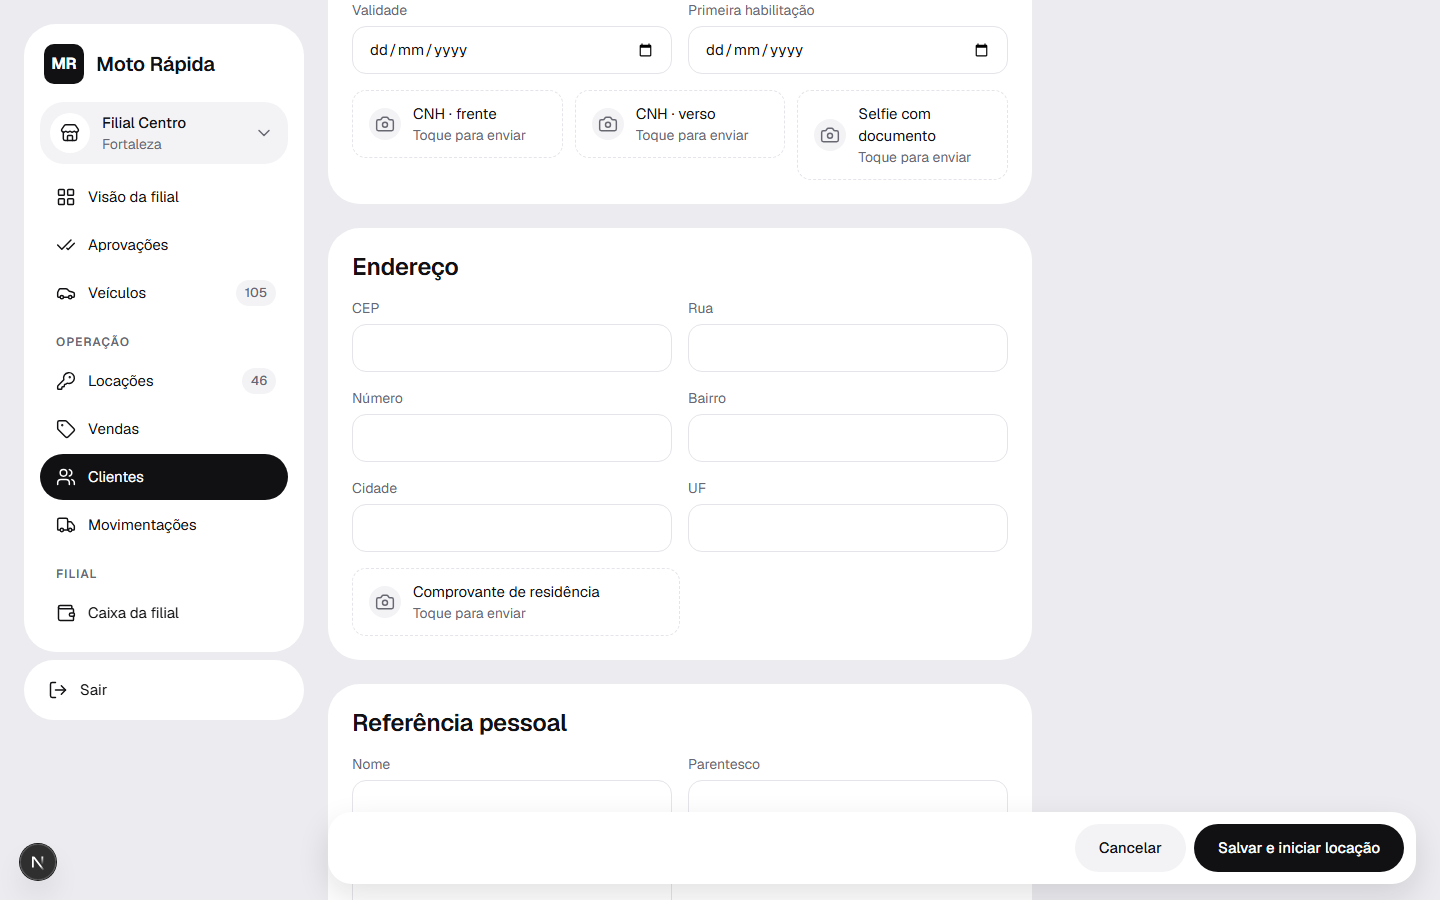 MR Moto Rápida
Filial Centro
Fortaleza
Visão da filial
Aprovações
Veículos 105
OPERAÇÃO
Locações 46
Vendas
Clientes
Movimentações
FILIAL
Caixa da filial
Sair
N
Validade
Primeira habilitação
dd/mm/yyyy
dd/mm/yyyy
CNH · frente
Toque para enviar
CNH · verso
Toque para enviar
Selfie com
documento
Toque para enviar
Endereço
CEP
Rua
Número
Bairro
Cidade
UF
Comprovante de residência
Toque para enviar
Referência pessoal
Nome
Parentesco
Cancelar
Salvar e iniciar locação